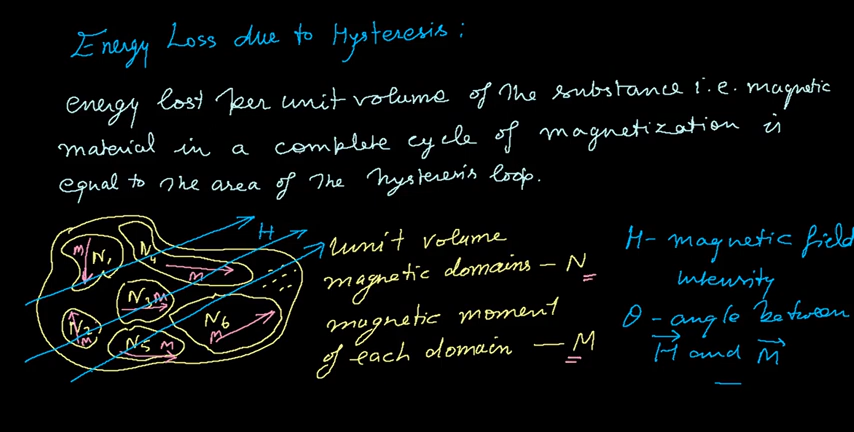 Energy Loss due to Hysteresis:
energy lost per unit volume of the substance i.e. magnetic
material in a complete cycle of magnetization is
equal to the area of the hysteresis loop.
H
M N1
N4
M
N3 M
N2
M
N5 M
N6
M
unit volume
magnetic domains - N
magnetic moment
of each domain - M
H- magnetic field
intensity
θ - angle between
H and M